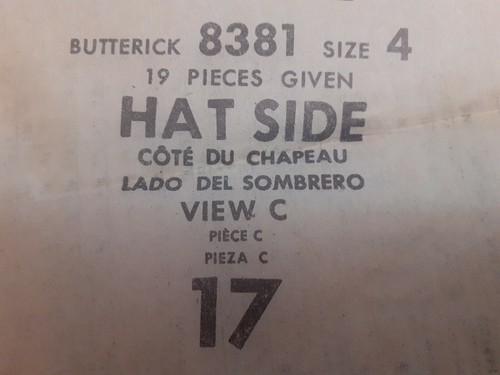 BUTTERICK 8381 SIZE 4
19 PIECES GIVEN
HAT SIDE
CÔTÉ DU CHAPEAU
LADO DEL SOMBRERO
VIEW C
PIÈCE C
PIEZA C
17